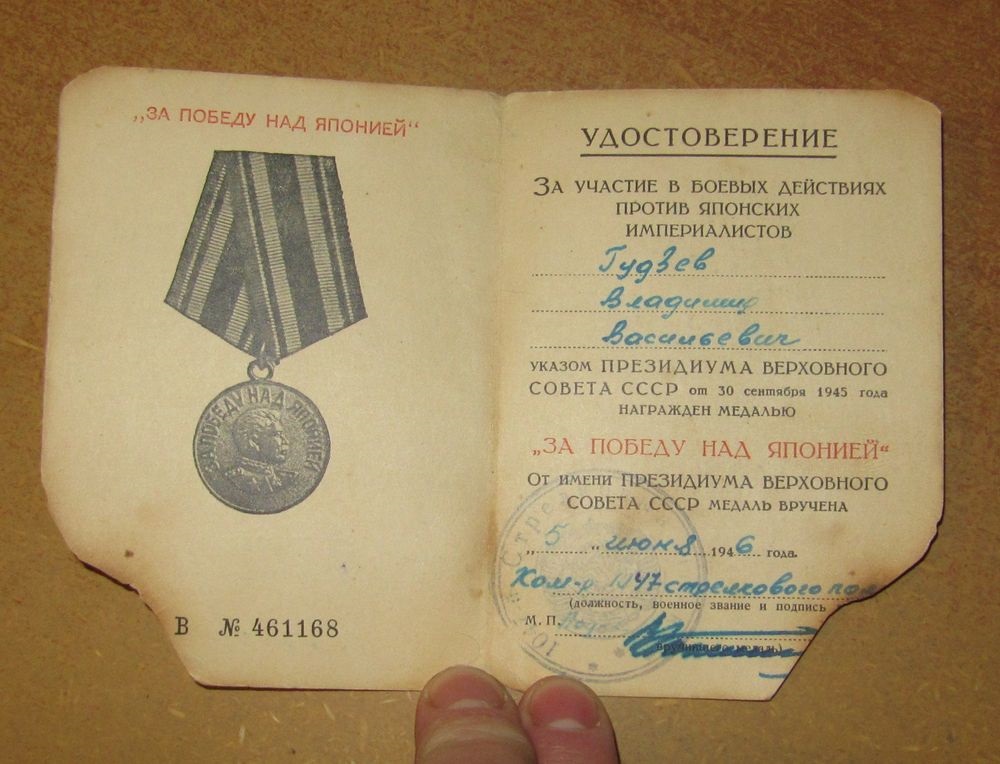 „ЗА ПОБЕДУ НАД ЯПОНИЕЙ“
ЗА ПОБЕДУ НАД ЯПОНИЕЙ
В № 461168
УДОСТОВЕРЕНИЕ
ЗА УЧАСТИЕ В БОЕВЫХ ДЕЙСТВИЯХ
ПРОТИВ ЯПОНСКИХ
ИМПЕРИАЛИСТОВ
Гудзев
Владимир
Васильевич
УКАЗОМ ПРЕЗИДИУМА ВЕРХОВНОГО
СОВЕТА СССР от 30 сентября 1945 года
НАГРАЖДЕН МЕДАЛЬЮ
„ЗА ПОБЕДУ НАД ЯПОНИЕЙ“
ОТ ИМЕНИ ПРЕЗИДИУМА ВЕРХОВНОГО
СОВЕТА СССР МЕДАЛЬ ВРУЧЕНА
„5„ июня 1946 года.
Ком-р стрелкового
(должность, военное звание и подпись
М. П.
вручившего медаль)